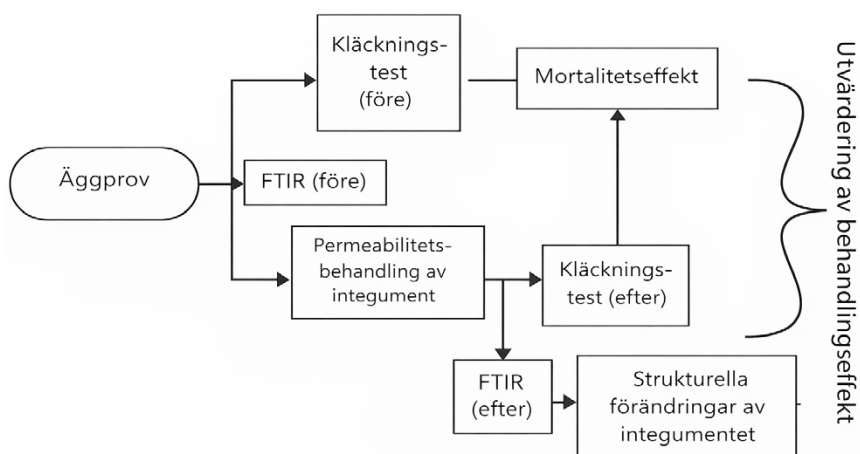 Kläcknings-
test
(före)
Mortalitetseffekt
Äggprov
FTIR (före)
Permeabilitets-
behandling av
integument
Kläcknings-
test (efter)
FTIR
(efter)
Strukturella
förändringar av
integumentet
Utvärdering av behandlingseffekt